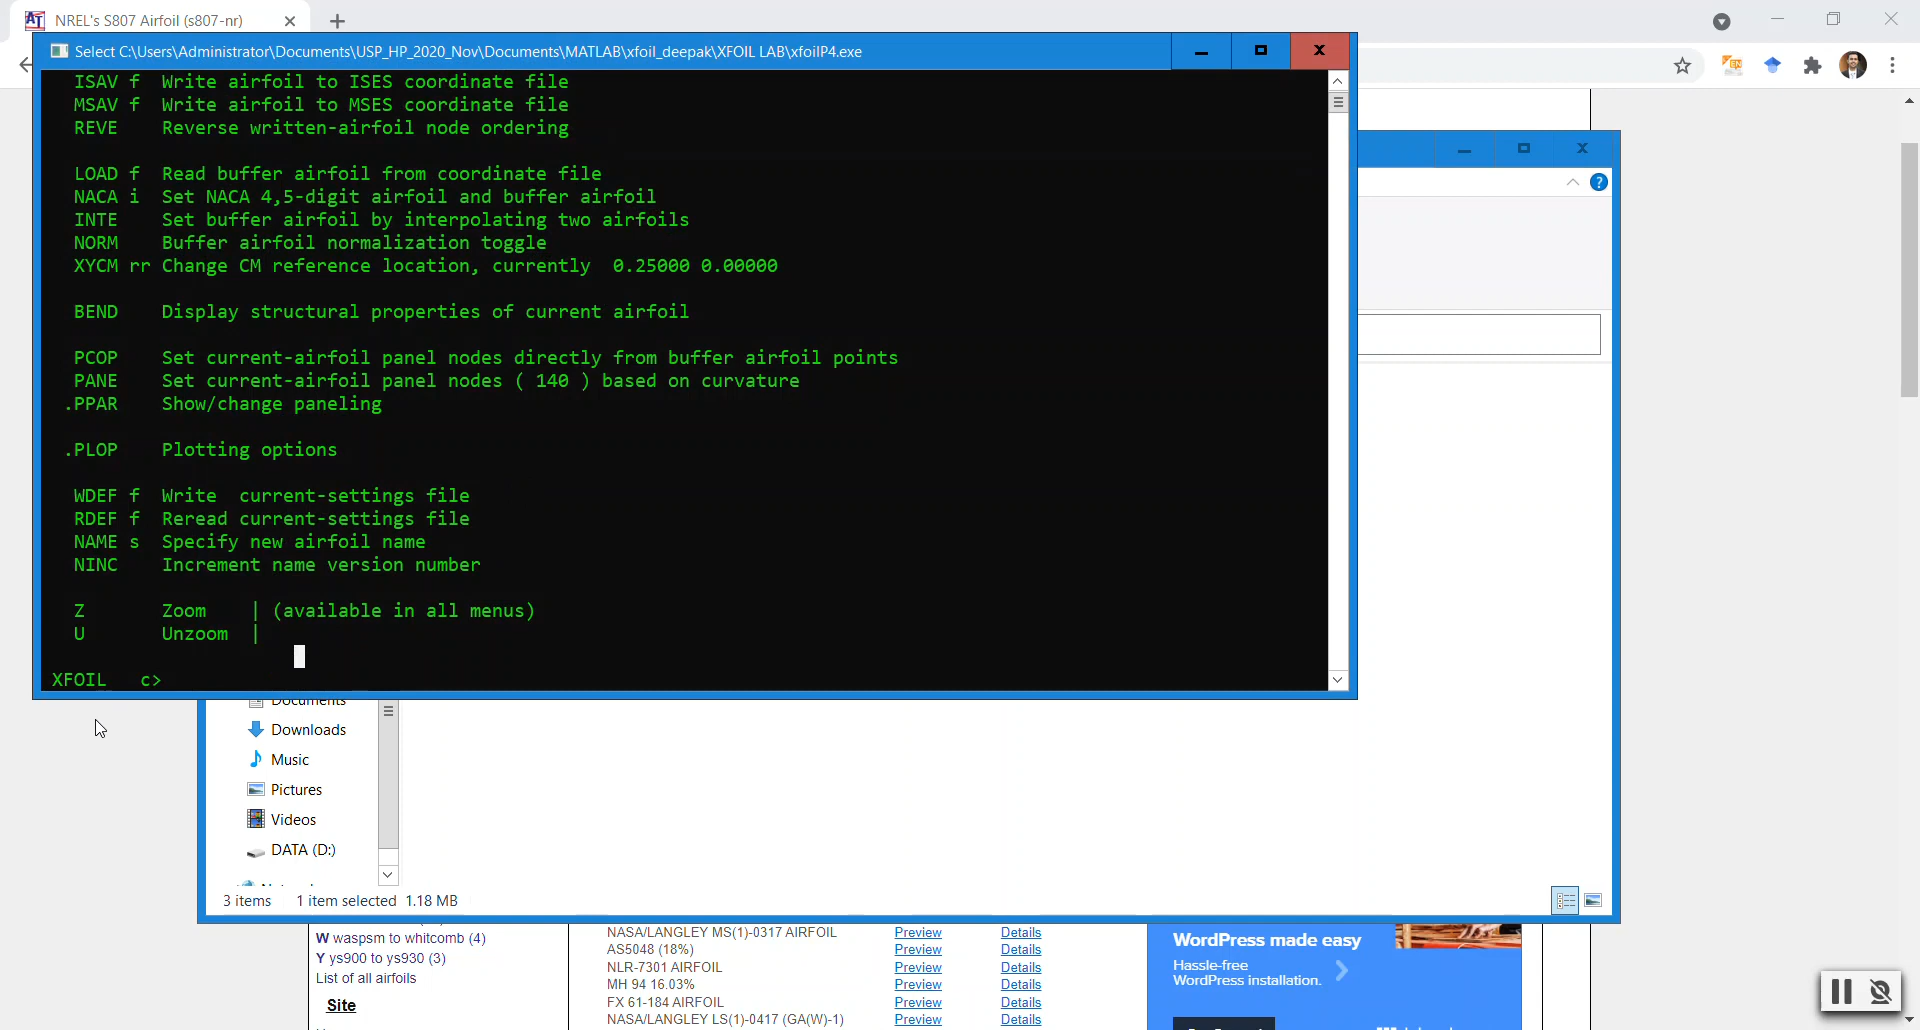 NREL's S807 Airfoil (s807-nr)
Select C:\Users\Administrator\Documents\USP_HP_2020_Nov\Documents\MATLAB\xfoil_deepak\XFOIL LAB\xfoilP4.exe
ISAV f Write airfoil to ISES coordinate file
MSAV f Write airfoil to MSES coordinate file
REVE Reverse written-airfoil node ordering
LOAD f Read buffer airfoil from coordinate file
NACA i Set NACA 4,5-digit airfoil and buffer airfoil
INTE Set buffer airfoil by interpolating two airfoils
NORM Buffer airfoil normalization toggle
XYCM rr Change CM reference location, currently 0.25000 0.00000
BEND Display structural properties of current airfoil
PCOP Set current-airfoil panel nodes directly from buffer airfoil points
PANE Set current-airfoil panel nodes ( 140 ) based on curvature
.PPAR Show/change paneling
.PLOP Plotting options
WDEF f Write current-settings file
RDEF f Reread current-settings file
NAME s Specify new airfoil name
NINC Increment name version number
Z Zoom | (available in all menus)
U Unzoom |
XFOIL c>
Documents
Downloads
Music
Pictures
Videos
DATA (D:)
3 items 1 item selected 1.18 MB
W waspsm to whitcomb (4)
Y ys900 to ys930 (3)
List of all airfoils
Site
NASA/LANGLEY MS(1)-0317 AIRFOIL Preview Details
AS5048 (18%) Preview Details
NLR-7301 AIRFOIL Preview Details
MH 94 16.03% Preview Details
FX 61-184 AIRFOIL Preview Details
NASA/LANGLEY LS(1)-0417 (GA(W)-1) Preview Details
WordPress made easy
Hassle-free
WordPress installation.